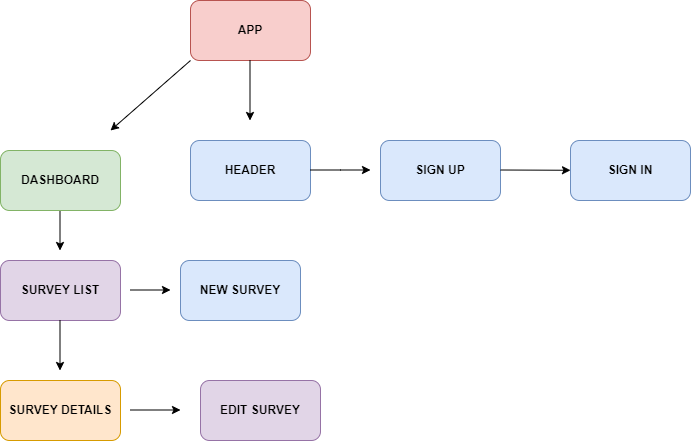 APP
DASHBOARD
HEADER
SIGN UP
SIGN IN
SURVEY LIST
NEW SURVEY
SURVEY DETAILS
EDIT SURVEY